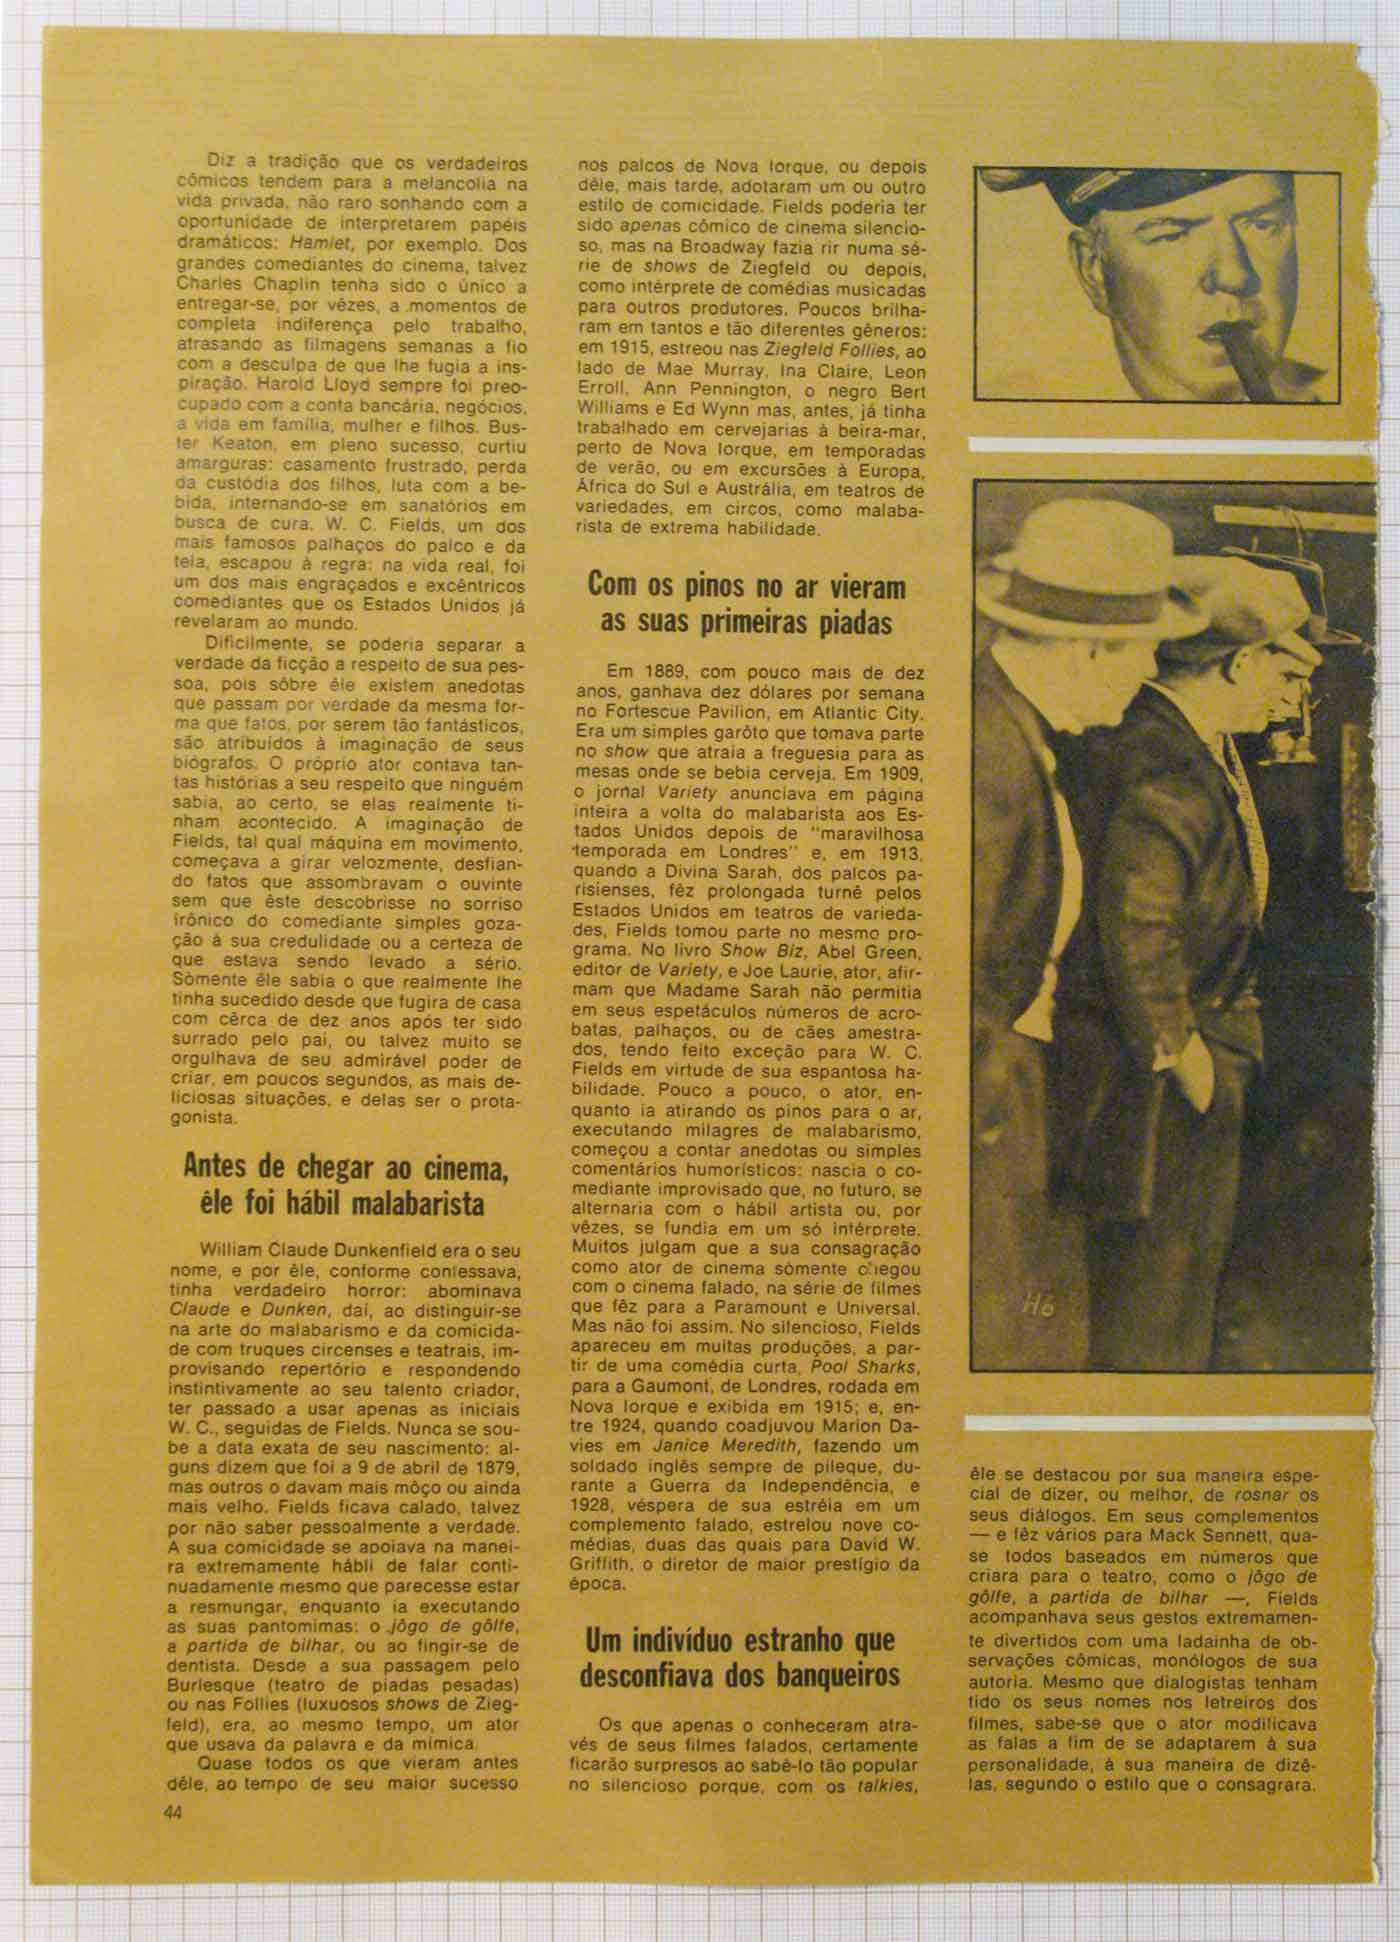 Diz a tradição que os verdadeiros
cômicos tendem para a melancolia na
vida privada, não raro sonhando com a
oportunidade de interpretarem papéis
dramáticos: Hamlet, por exemplo. Dos
grandes comediantes do cinema, talvez
Charles Chaplin tenha sido o único a
entregar-se, por vêzes, a momentos de
completa indiferença pelo trabalho,
atrasando as filmagens semanas a fio
com a desculpa de que lhe fugia a ins-
piração. Harold Lloyd sempre foi preo-
cupado com a conta bancária, negócios,
a vida em família, mulher e filhos. Bus-
ter Keaton, em pleno sucesso, curtiu
amarguras: casamento frustrado, perda
da custódia dos filhos, luta com a be-
bida, internando-se em sanatórios em
busca de cura. W. C. Fields, um dos
mais famosos palhaços do palco e da
tela, escapou à regra: na vida real, foi
um dos mais engraçados e excêntricos
comediantes que os Estados Unidos já
revelaram ao mundo.
Dificilmente, se poderia separar a
verdade da ficção a respeito de sua pes-
soa, pois sôbre êle existem anedotas
que passam por verdade da mesma for-
ma que fatos, por serem tão fantásticos,
são atribuídos à imaginação de seus
biógrafos. O próprio ator contava tan-
tas histórias a seu respeito que ninguém
sabia, ao certo, se elas realmente ti-
nham acontecido. A imaginação de
Fields, tal qual máquina em movimento,
começava a girar velozmente, desfian-
do fatos que assombravam o ouvinte
sem que êste descobrisse no sorriso
irônico do comediante simples goza-
ção à sua credulidade ou a certeza de
que estava sendo levado a sério.
Sòmente êle sabia o que realmente lhe
tinha sucedido desde que fugira de casa
com cêrca de dez anos após ter sido
surrado pelo pai, ou talvez muito se
orgulhava de seu admirável poder de
criar, em poucos segundos, as mais de-
liciosas situações, e delas ser o prota-
gonista.
Antes de chegar ao cinema,
êle foi hábil malabarista
William Claude Dunkenfield era o seu
nome, e por êle, conforme confessava,
tinha verdadeiro horror: abominava
Claude e Dunken, daí, ao distinguir-se
na arte do malabarismo e da comicida-
de com truques circenses e teatrais, im-
provisando repertório e respondendo
instintivamente ao seu talento criador,
ter passado a usar apenas as iniciais
W. C., seguidas de Fields. Nunca se sou-
be a data exata de seu nascimento: al-
guns dizem que foi a 9 de abril de 1879,
mas outros o davam mais môço ou ainda
mais velho. Fields ficava calado, talvez
por não saber pessoalmente a verdade.
A sua comicidade se apoiava na manei-
ra extremamente hábli de falar conti-
nuadamente mesmo que parecesse estar
a resmungar, enquanto ia executando
as suas pantomimas: o jôgo de gôlfe,
a partida de bilhar, ou ao fingir-se de
dentista. Desde a sua passagem pelo
Burlesque (teatro de piadas pesadas)
ou nas Follies (luxuosos shows de Zieg-
feld), era, ao mesmo tempo, um ator
que usava da palavra e da mímica.
Quase todos os que vieram antes
dêle, ao tempo de seu maior sucesso
44
nos palcos de Nova Iorque, ou depois
dêle, mais tarde, adotaram um ou outro
estilo de comicidade. Fields poderia ter
sido apenas cômico de cinema silencio-
so, mas na Broadway fazia rir numa sé-
rie de shows de Ziegfeld ou depois,
como intérprete de comédias musicadas
para outros produtores. Poucos brilha-
ram em tantos e tão diferentes gêneros:
em 1915, estreou nas Ziegfeld Follies, ao
lado de Mae Murray, Ina Claire, Leon
Erroll, Ann Pennington, o negro Bert
Williams e Ed Wynn mas, antes, já tinha
trabalhado em cervejarias à beira-mar,
perto de Nova Iorque, em temporadas
de verão, ou em excursões à Europa,
África do Sul e Austrália, em teatros de
variedades, em circos, como malaba-
rista de extrema habilidade.
Com os pinos no ar vieram
as suas primeiras piadas
Em 1889, com pouco mais de dez
anos, ganhava dez dólares por semana
no Fortescue Pavilion, em Atlantic City.
Era um simples garôto que tomava parte
no show que atraía a freguesia para as
mesas onde se bebia cerveja. Em 1909,
o jornal Variety anunciava em página
inteira a volta do malabarista aos Es-
tados Unidos depois de "maravilhosa
temporada em Londres" e, em 1913,
quando a Divina Sarah, dos palcos pa-
risienses, fêz prolongada turnê pelos
Estados Unidos em teatros de varieda-
des, Fields tomou parte no mesmo pro-
grama. No livro Show Biz, Abel Green,
editor de Variety, e Joe Laurie, ator, afir-
mam que Madame Sarah não permitia
em seus espetáculos números de acro-
batas, palhaços, ou de cães amestra-
dos, tendo feito exceção para W. C.
Fields em virtude de sua espantosa ha-
bilidade. Pouco a pouco, o ator, en-
quanto ia atirando os pinos para o ar,
executando milagres de malabarismo,
começou a contar anedotas ou simples
comentários humorísticos: nascia o co-
mediante improvisado que, no futuro, se
alternaria com o hábil artista ou, por
vêzes, se fundia em um só intérprete.
Muitos julgam que a sua consagração
como ator de cinema sòmente chegou
com o cinema falado, na série de filmes
que fêz para a Paramount e Universal.
Mas não foi assim. No silencioso, Fields
apareceu em muitas produções, a par-
tir de uma comédia curta, Pool Sharks,
para a Gaumont, de Londres, rodada em
Nova Iorque e exibida em 1915; e, en-
tre 1924, quando coadjuvou Marion Da-
vies em Janice Meredith, fazendo um
soldado inglês sempre de pileque, du-
rante a Guerra da Independência, e
1928, véspera de sua estréia em um
complemento falado, estrelou nove co-
médias, duas das quais para David W.
Griffith, o diretor de maior prestígio da
época.
Um indivíduo estranho que
desconfiava dos banqueiros
Os que apenas o conheceram atra-
vés de seus filmes falados, certamente
ficarão surpresos ao sabê-lo tão popular
no silencioso porque, com os talkies,
Hó
êle se destacou por sua maneira espe-
cial de dizer, ou melhor, de rosnar os
seus diálogos. Em seus complementos
— e fêz vários para Mack Sennett, qua-
se todos baseados em números que
criara para o teatro, como o jôgo de
gôlfe, a partida de bilhar —, Fields
acompanhava seus gestos extremamen-
te divertidos com uma ladainha de ob-
servações cômicas, monólogos de sua
autoria. Mesmo que dialogistas tenham
tido os seus nomes nos letreiros dos
filmes, sabe-se que o ator modificava
as falas a fim de se adaptarem à sua
personalidade, à sua maneira de dizê-
las, segundo o estilo que o consagrara.